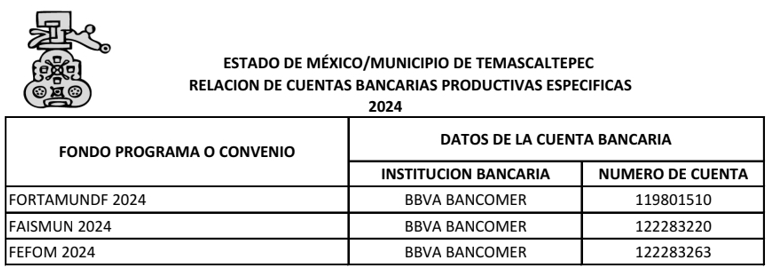 ESTADO DE MÉXICO/MUNICIPIO DE TEMASCALTEPEC
RELACION DE CUENTAS BANCARIAS PRODUCTIVAS ESPECIFICAS
2024
FONDO PROGRAMA O CONVENIO
DATOS DE LA CUENTA BANCARIA
INSTITUCION BANCARIA NUMERO DE CUENTA
FORTAMUNDF 2024 BBVA BANCOMER 119801510
FAISMUN 2024 BBVA BANCOMER 122283220
FEFOM 2024 BBVA BANCOMER 122283263